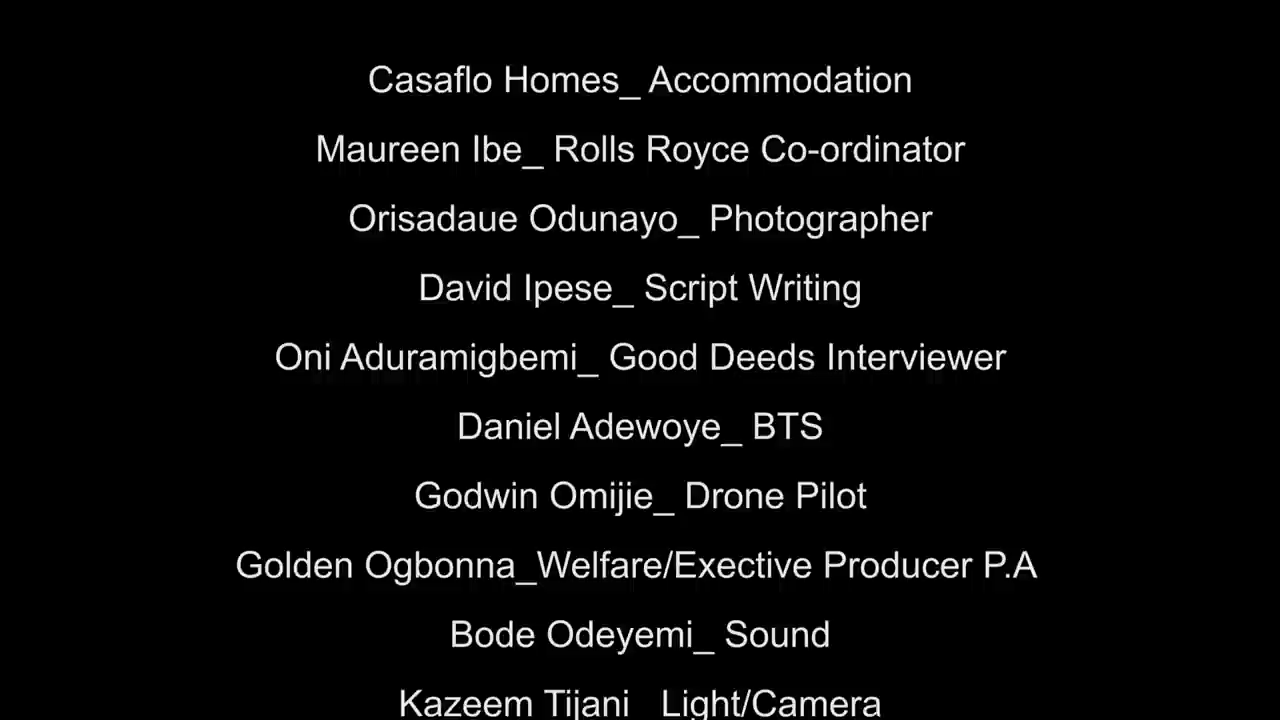 Casaflo Homes_ Accommodation
Maureen Ibe_ Rolls Royce Co-ordinator
Orisadaue Odunayo_ Photographer
David Ipese_ Script Writing
Oni Aduramigbemi_ Good Deeds Interviewer
Daniel Adewoye_ BTS
Godwin Omijie_ Drone Pilot
Golden Ogbonna_Welfare/Exective Producer P.A
Bode Odeyemi_ Sound
Kazeem Tijani_ Light/Camera